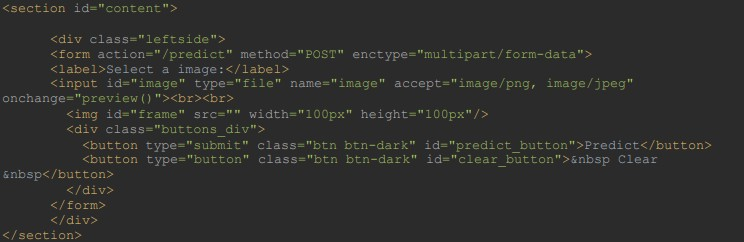 <section id="content">
<div class="leftside">
<form action="/predict" method="POST" enctype="multipart/form-data">
<label>Select a image:</label>
<input id="image" type="file" name="image" accept="image/png, image/jpeg"
onchange="preview()"><br><br>
<img id="frame" src="" width="100px" height="100px"/>
<div class="buttons_div">
<button type="submit" class="btn btn-dark" id="predict_button">Predict</button>
<button type="button" class="btn btn-dark" id="clear_button">&nbsp Clear
&nbsp</button>
</div>
</form>
</div>
</section>